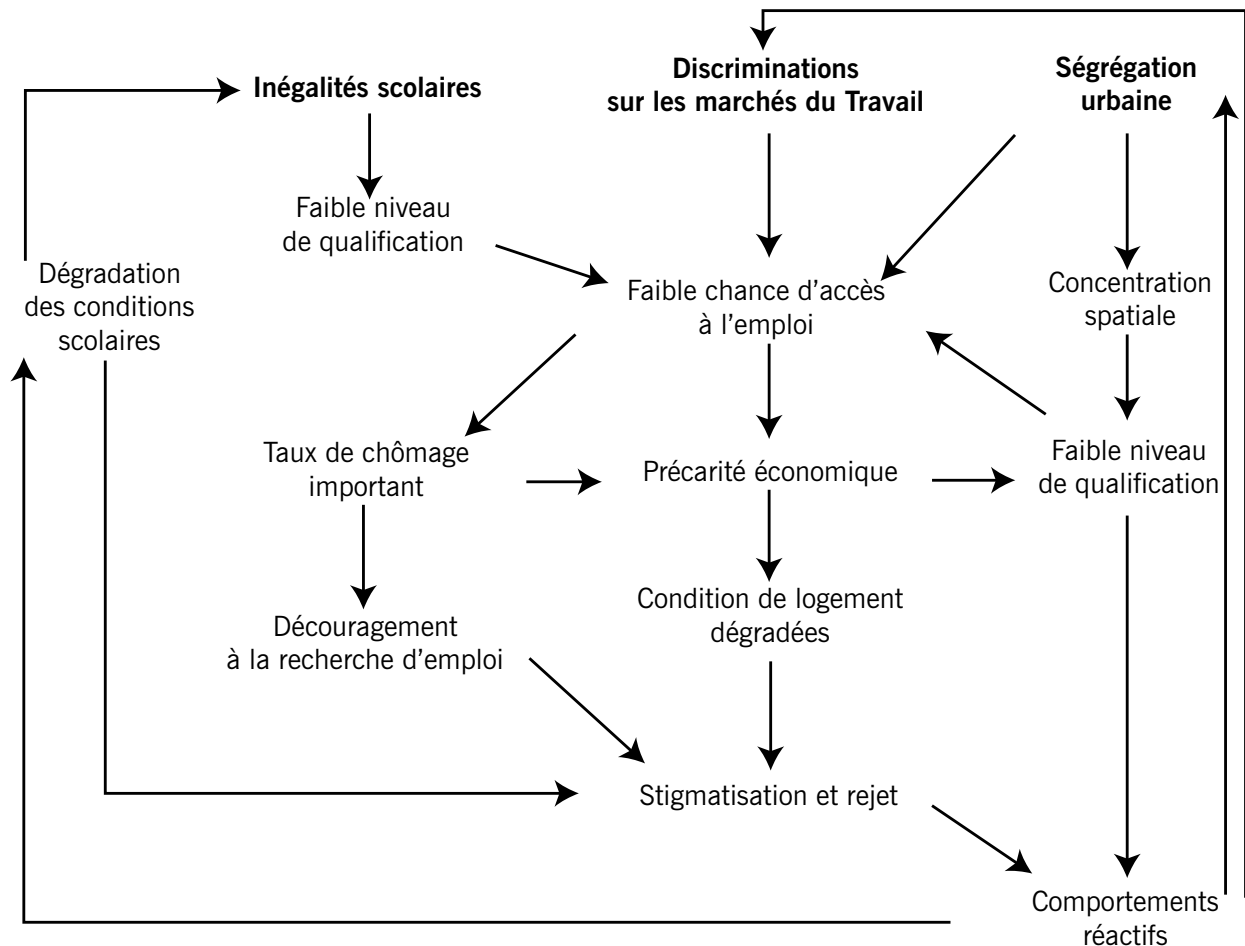 Inégalités scolaires
Discriminations
sur les marchés du Travail
Ségrégation
urbaine
Faible niveau
de qualification
Dégradation
des conditions
scolaires
Faible chance d'accès
à l'emploi
Concentration
spatiale
Taux de chômage
important
Précarité économique
Faible niveau
de qualification
Découragement
à la recherche d'emploi
Condition de logement
dégradées
Stigmatisation et rejet
Comportements
réactifs